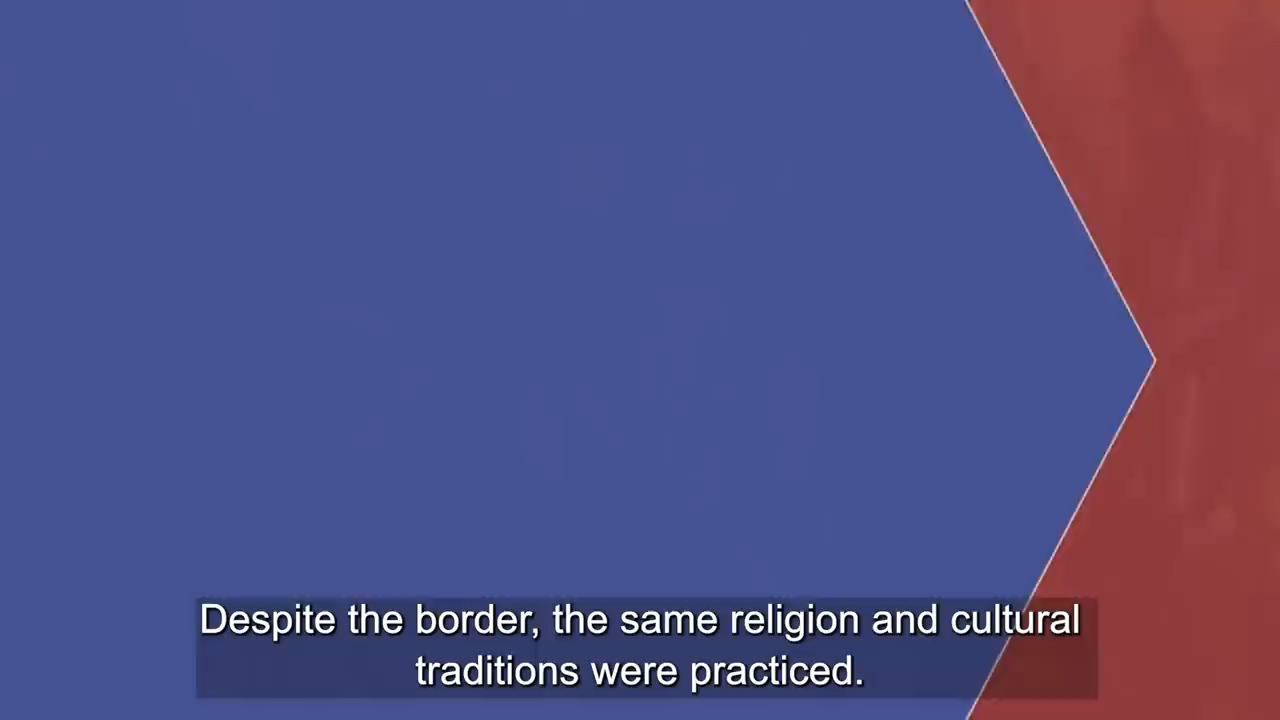 Despite the border, the same religion and cultural
traditions were practiced.